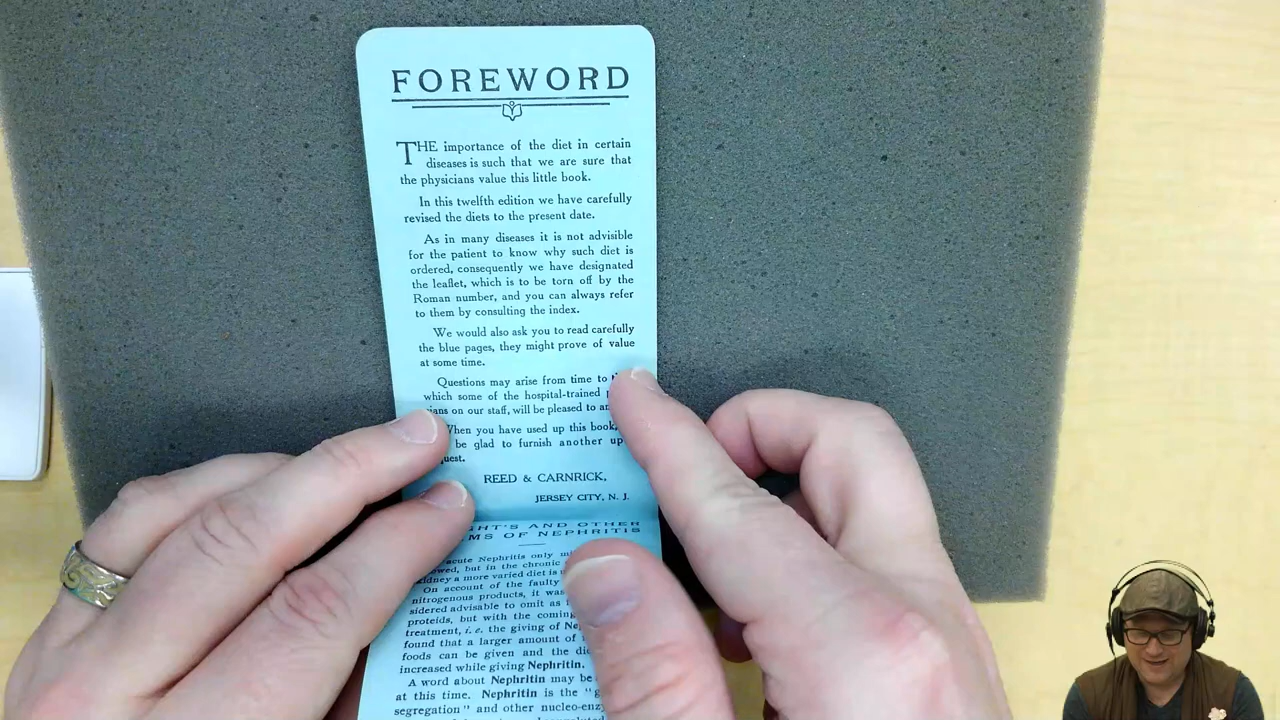 FOREWORD
THE importance of the diet in certain
diseases is such that we are sure that
the physicians value this little book.
In this twelfth edition we have carefully
revised the diets to the present date.
As in many diseases it is not advisible
for the patient to know why such diet is
ordered, consequently we have designated
the leaflet, which is to be torn off by the
Roman number, and you can always refer
to them by consulting the index.
We would also ask you to read carefully
the blue pages, they might prove of value
at some time.
Questions may arise from time to
which some of the hospital-trained
on our staff, will be pleased to
When you have used up this book,
be glad to furnish another
REED & CARNRICK,
JERSEY CITY, N. J.
AND OTHER
OF NEPHRITIS
acute Nephritis only
but in the chronic
a more varied diet is
On account of the faulty
nitrogenous products, it was
advisable to omit as
proteids, but with the coming
treatment, i. e. the giving of
found that a larger amount of
foods can be given and the
increased while giving Nephritin.
A word about Nephritin may be
at this time. Nephritin is the
segregation" and other